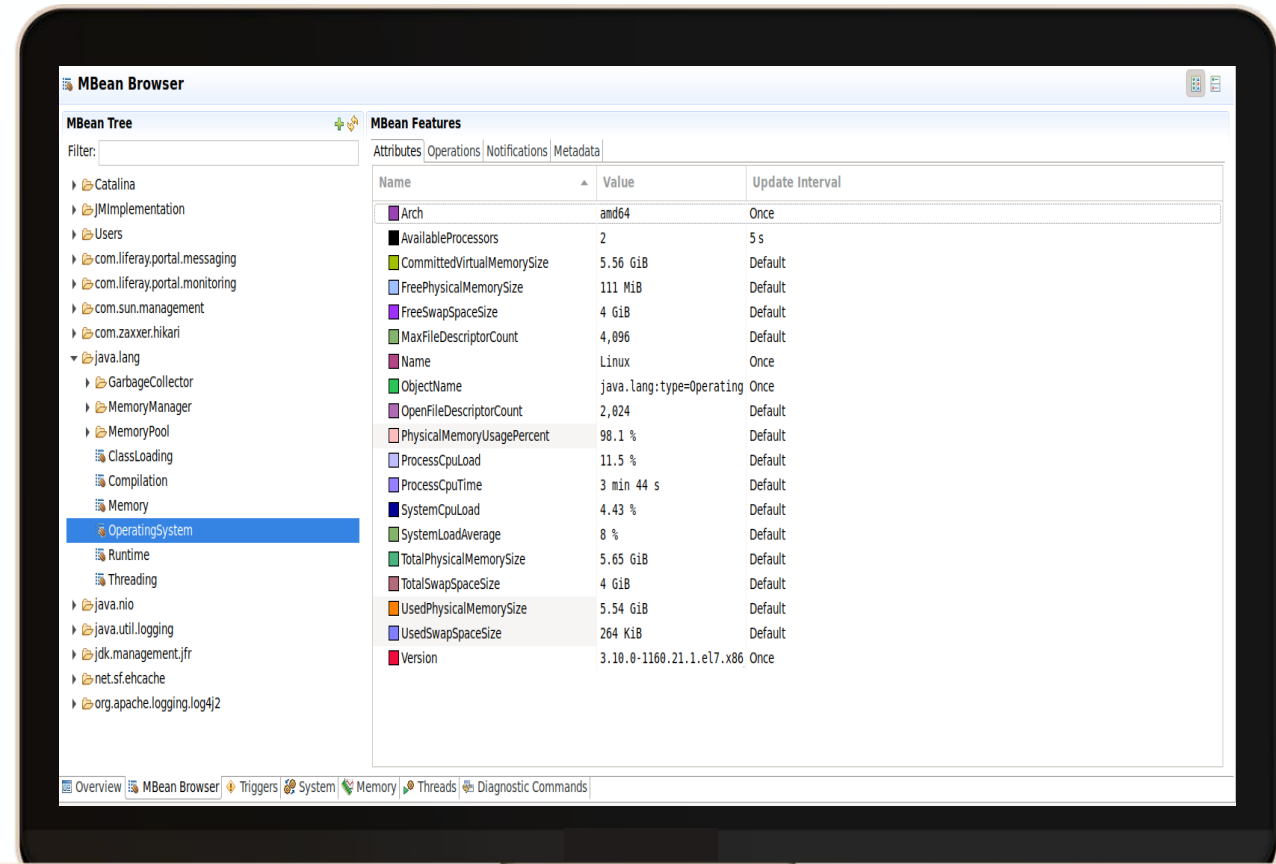 MBean Browser
MBean Tree
Filter:
Catalina
JMImplementation
Users
com.liferay.portal.messaging
com.liferay.portal.monitoring
com.sun.management
com.zaxxer.hikari
java.lang
GarbageCollector
MemoryManager
MemoryPool
ClassLoading
Compilation
Memory
OperatingSystem
Runtime
Threading
java.nio
java.util.logging
jdk.management.jfr
net.sf.ehcache
org.apache.logging.log4j2
MBean Features
Attributes Operations Notifications Metadata
Name Value Update Interval
Arch amd64 Once
AvailableProcessors 2 5 s
CommittedVirtualMemorySize 5.56 GiB Default
FreePhysicalMemorySize 111 MiB Default
FreeSwapSpaceSize 4 GiB Default
MaxFileDescriptorCount 4,096 Default
Name Linux Once
ObjectName java.lang:type=Operating Once
OpenFileDescriptorCount 2,024 Default
PhysicalMemoryUsagePercent 98.1 % Default
ProcessCpuLoad 11.5 % Default
ProcessCpuTime 3 min 44 s Default
SystemCpuLoad 4.43 % Default
SystemLoadAverage 8 % Default
TotalPhysicalMemorySize 5.65 GiB Default
TotalSwapSpaceSize 4 GiB Default
UsedPhysicalMemorySize 5.54 GiB Default
UsedSwapSpaceSize 264 KiB Default
Version 3.10.0-1160.21.1.el7.x86 Once
Overview MBean Browser Triggers System Memory Threads Diagnostic Commands